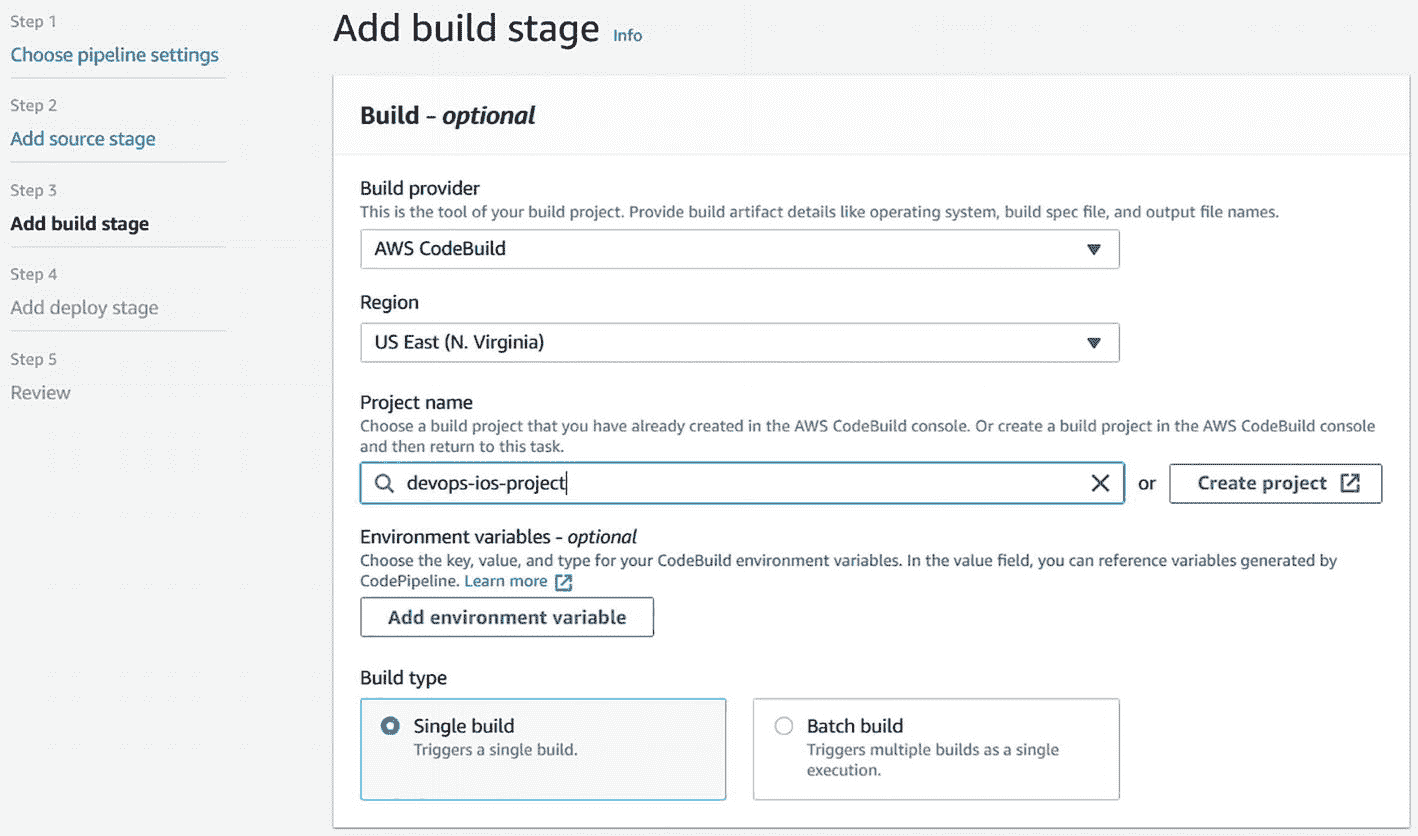 Step 1
Choose pipeline settings
Step 2
Add source stage
Step 3
Add build stage
Step 4
Add deploy stage
Step 5
Review
Add build stage Info
Build – optional
Build provider
This is the tool of your build project. Provide build artifact details like operating system, build spec file, and output file names.
AWS CodeBuild
Region
US East (N. Virginia)
Project name
Choose a build project that you have already created in the AWS CodeBuild console. Or create a build project in the AWS CodeBuild console
and then return to this task.
devops-ios-project or Create project
Environment variables - optional
Choose the key, value, and type for your CodeBuild environment variables. In the value field, you can reference variables generated by
CodePipeline. Learn more
Add environment variable
Build type
Single build
Triggers a single build.
Batch build
Triggers multiple builds as a single
execution.